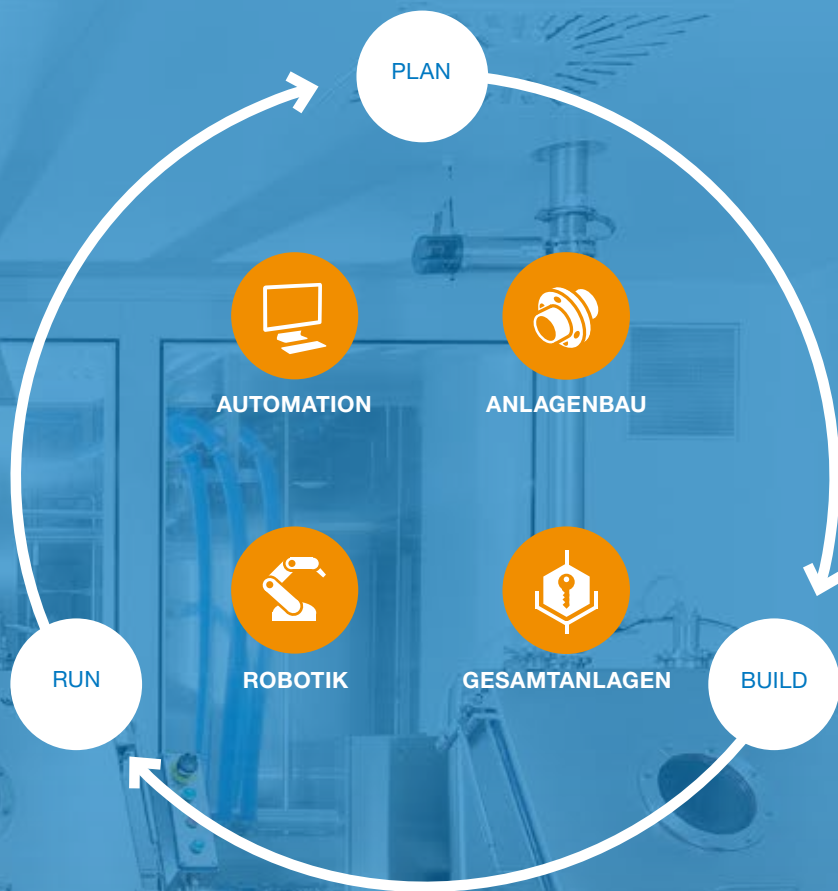 PLAN
AUTOMATION
ANLAGENBAU
ROBOTIK
GESAMTANLAGEN
RUN
BUILD